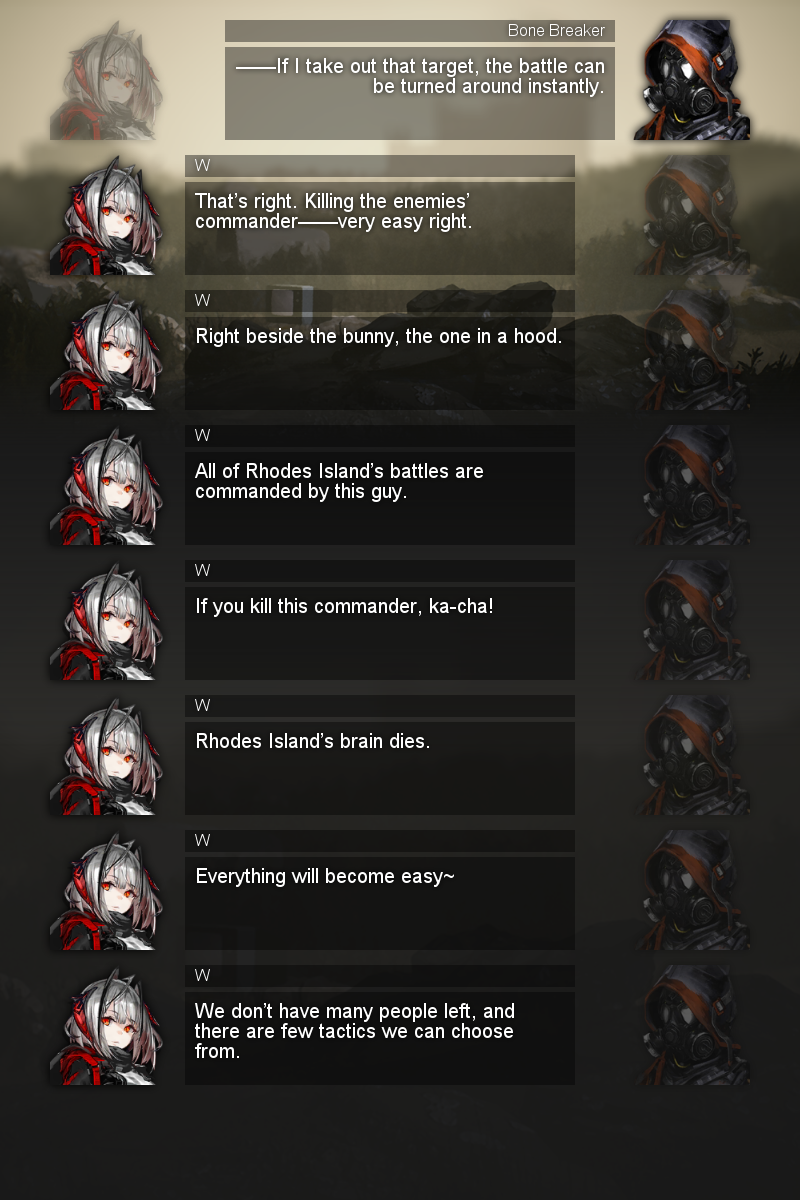 Bone Breaker
——If I take out that target, the battle can
be turned around instantly.
W
That’s right. Killing the enemies’
commander——very easy right.
W
Right beside the bunny, the one in a hood.
W
All of Rhodes Island’s battles are
commanded by this guy.
W
If you kill this commander, ka-cha!
W
Rhodes Island’s brain dies.
W
Everything will become easy~
W
We don’t have many people left, and
there are few tactics we can choose
from.